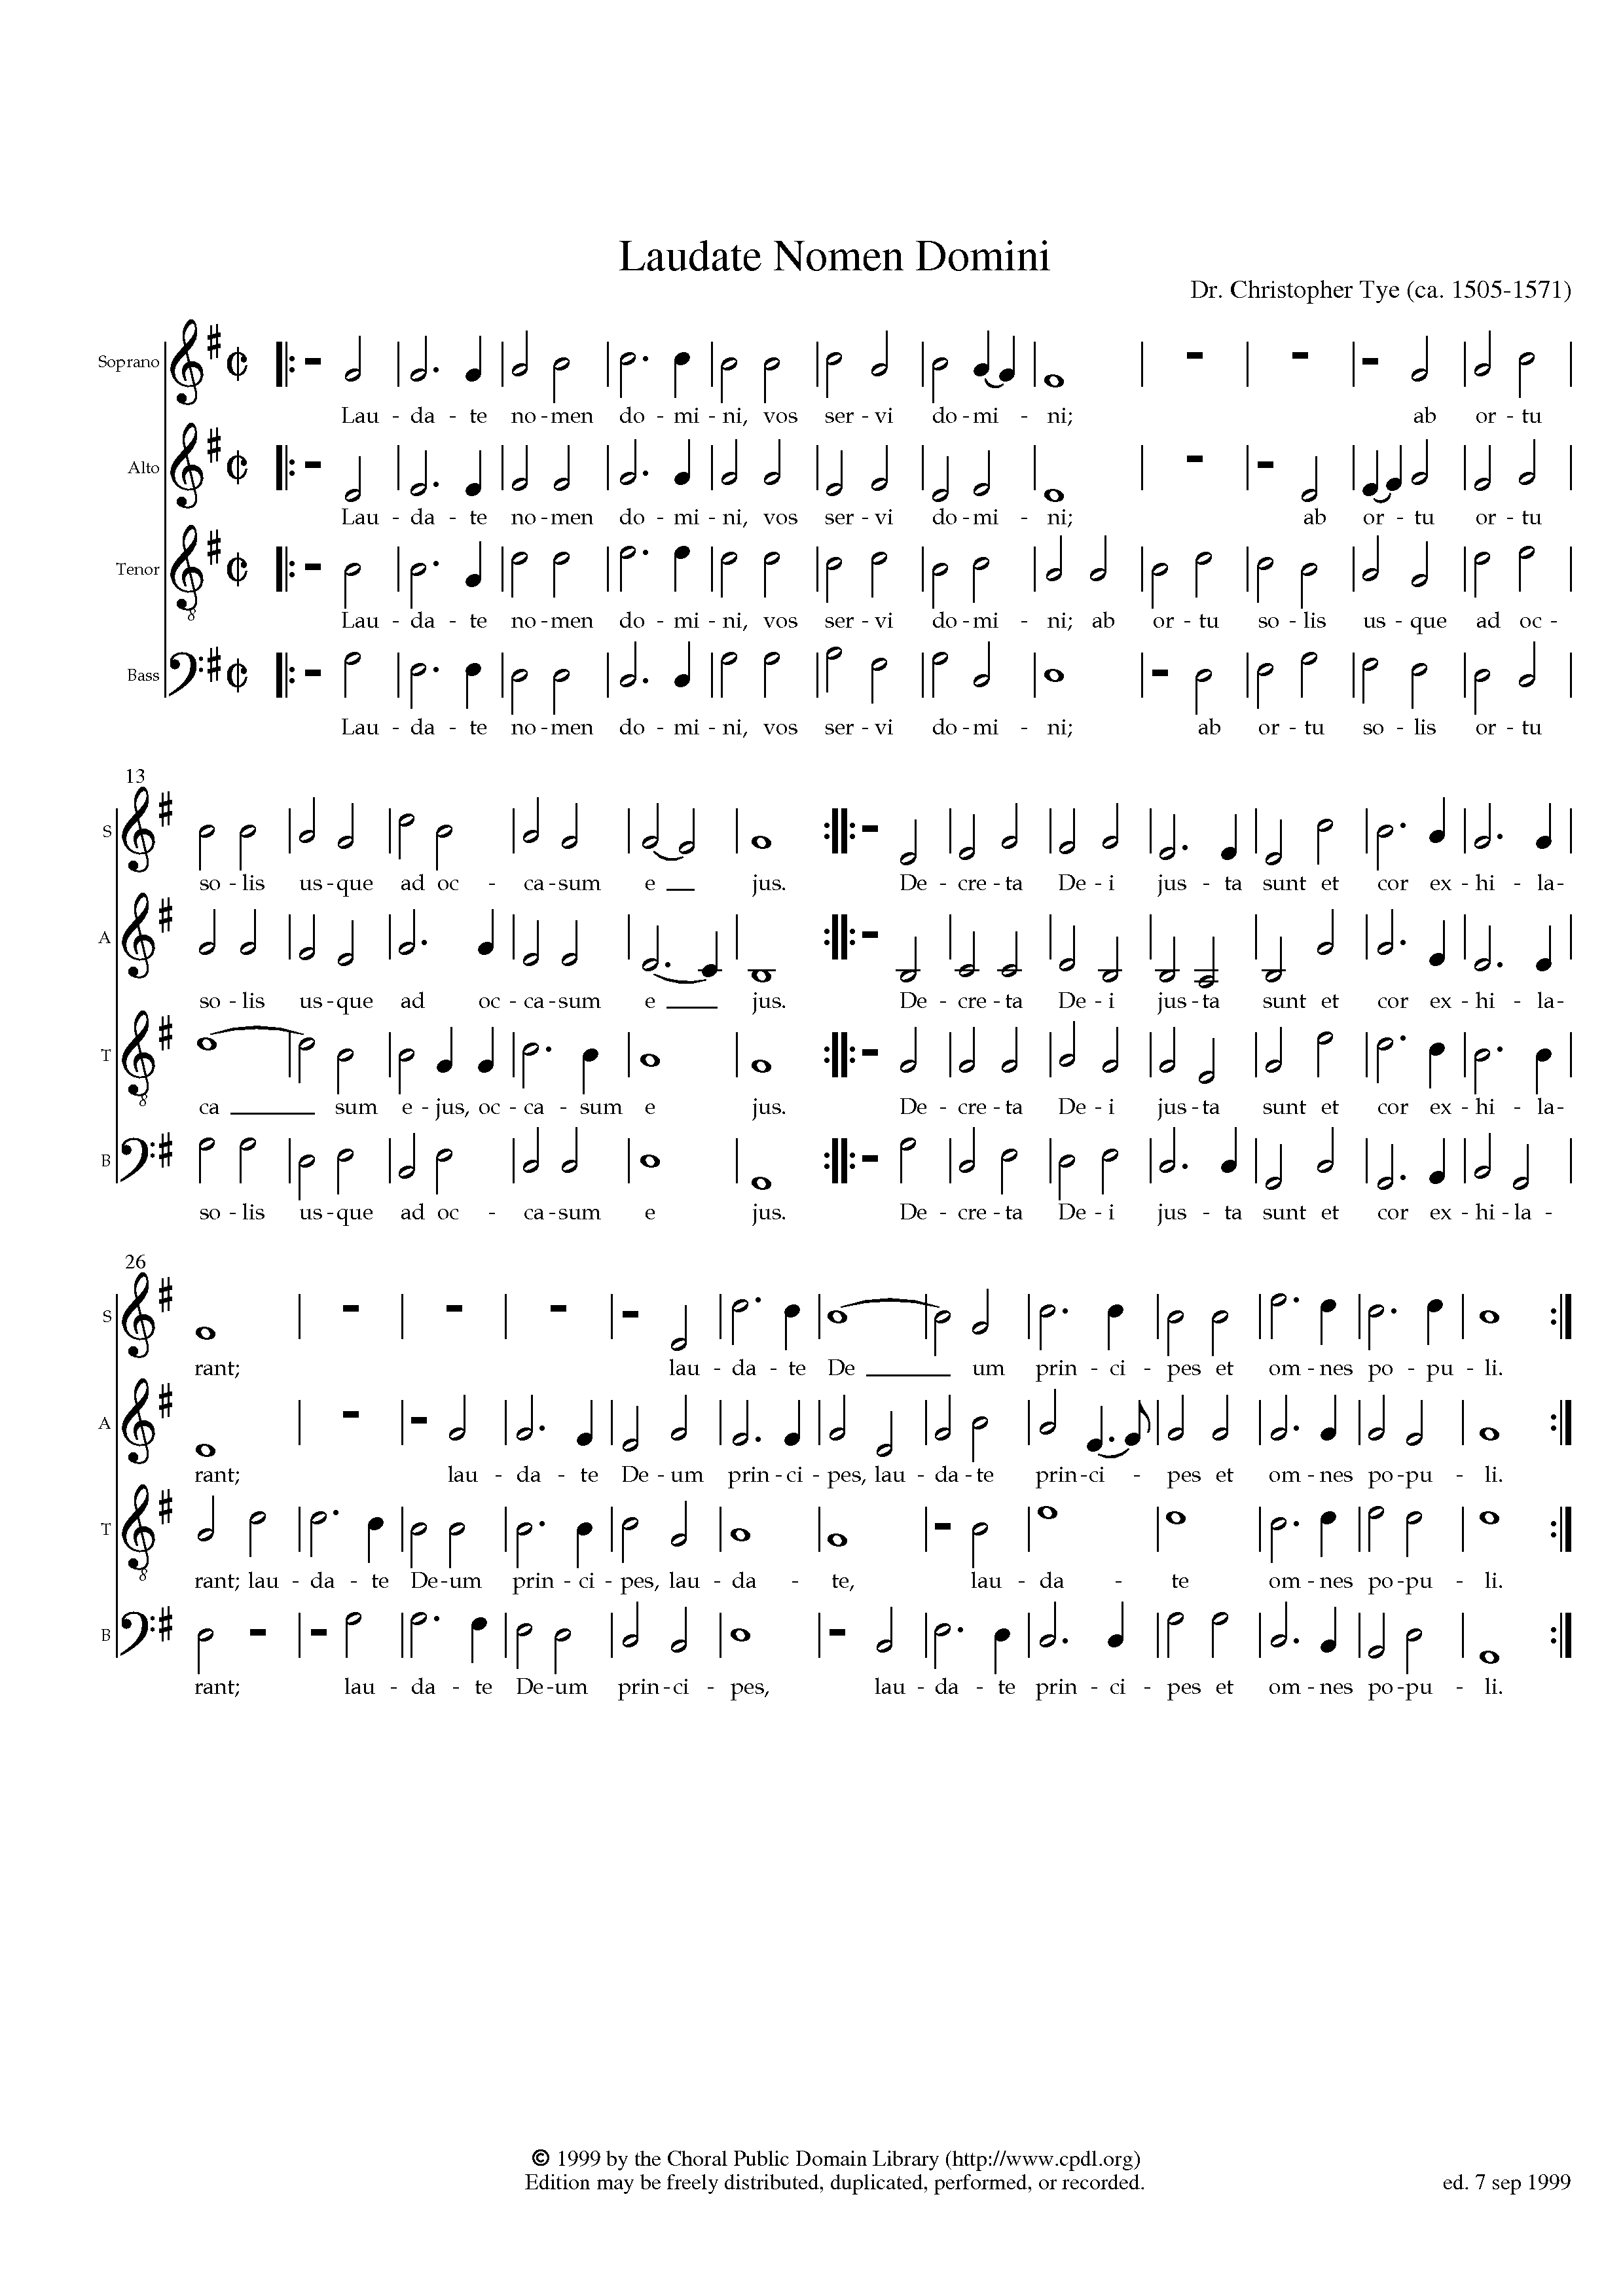 Laudate Nomen Domini
Dr. Christopher Tye (ca. 1505-1571)
Soprano
Lau - da - te no - men do - mi - ni, vos ser - vi do - mi - ni; ab or - tu
Alto
Lau - da - te no - men do - mi - ni, vos ser - vi do - mi - ni; ab or - tu or - tu
Tenor
8
Lau - da - te no - men do - mi - ni, vos ser - vi do - mi - ni; ab or - tu so - lis us - que ad oc -
Bass
Lau - da - te no - men do - mi - ni, vos ser - vi do - mi - ni; ab or - tu so - lis or - tu
13
S
so - lis us - que ad oc - ca - sum e jus. De - cre - ta De - i jus - ta sunt et cor ex - hi - la-
A
so - lis us - que ad oc - ca - sum e jus. De - cre - ta De - i jus - ta sunt et cor ex - hi - la-
T
8
ca sum e - jus, oc - ca - sum e jus. De - cre - ta De - i jus - ta sunt et cor ex - hi - la-
B
so - lis us - que ad oc - ca - sum e jus. De - cre - ta De - i jus - ta sunt et cor ex - hi - la -
26
S
rant; lau - da - te De um prin - ci - pes et om - nes po - pu - li.
A
rant; lau - da - te De - um prin - ci - pes, lau - da - te prin - ci - pes et om - nes po - pu - li.
T
8
rant; lau - da - te De - um prin - ci - pes, lau - da - te, lau - da - te om - nes po - pu - li.
B
rant; lau - da - te De - um prin - ci - pes, lau - da - te prin - ci - pes et om - nes po - pu - li.
© 1999 by the Choral Public Domain Library (http://www.cpdl.org)
Edition may be freely distributed, duplicated, performed, or recorded.
ed. 7 sep 1999